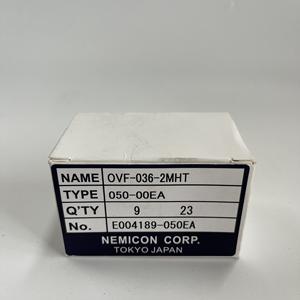 NAME OVF-036-2MHT
TYPE 050-00EA
Q'TY 9 23
No. E004189-050EA
NEMICON CORP.
TOKYO JAPAN